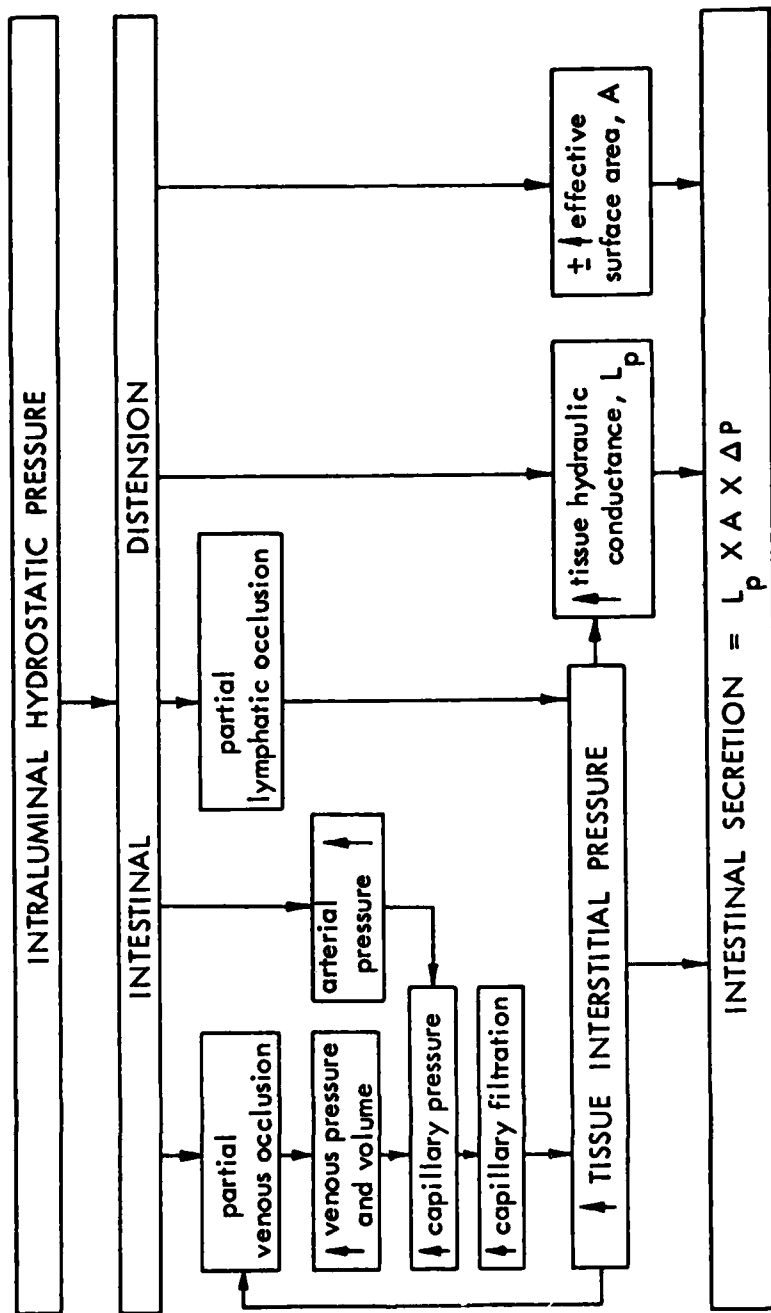 INTRALUMINAL HYDROSTATIC PRESSURE
INTESTINAL DISTENSION
partial
venous occlusion
partial
lymphatic occlusion
↑ venous pressure
and volume
arterial ↑
pressure
↑ capillary pressure
↑ capillary filtration
↑ TISSUE INTERSTITIAL PRESSURE
↑ tissue hydraulic
conductance, Lp
± ↑ effective
surface area, A
INTESTINAL SECRETION = Lp X A X ΔP